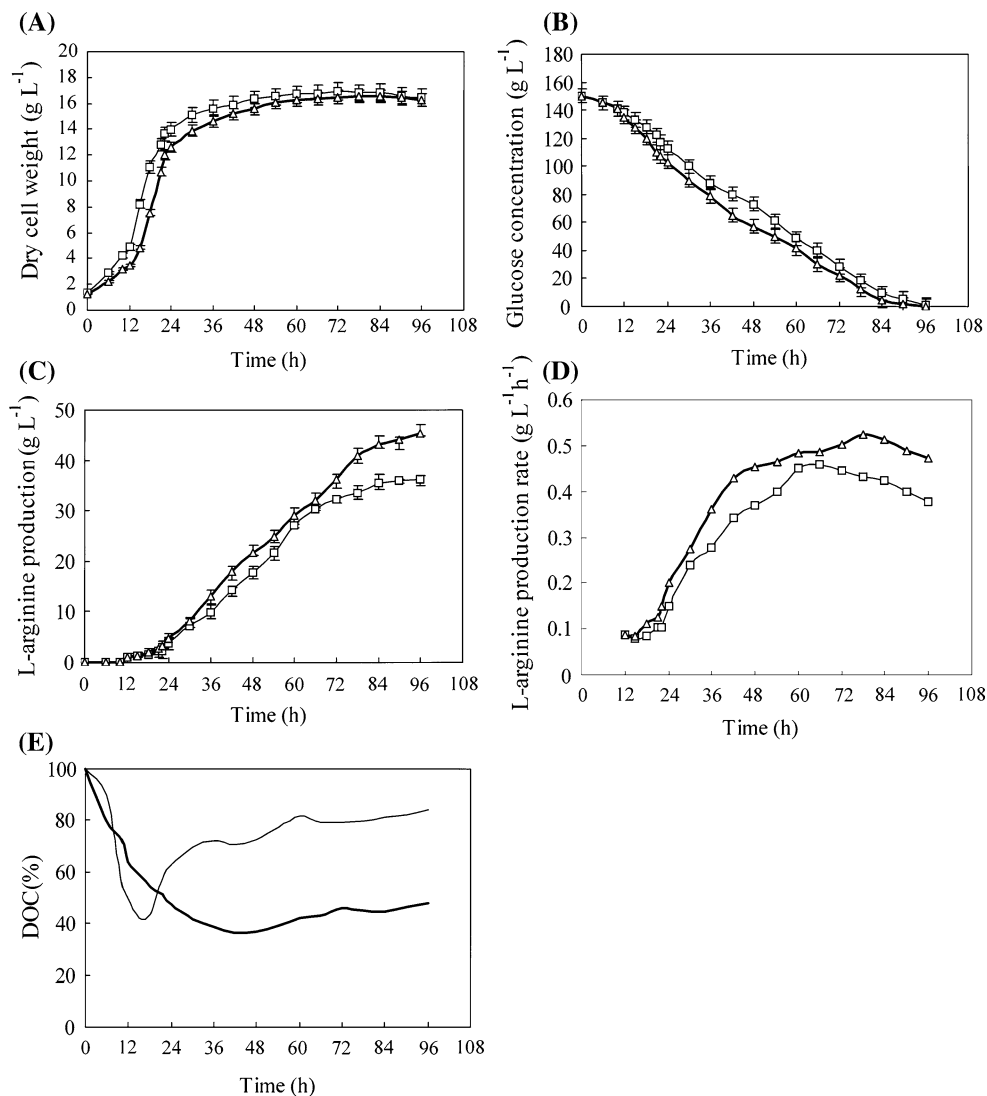 (A)
Dry cell weight (g L-1)
20
18
16
14
12
10
8
6
4
2
0
0 12 24 36 48 60 72 84 96 108
Time (h)
(B)
Glucose concentration (g L-1)
180
160
140
120
100
80
60
40
20
0
0 12 24 36 48 60 72 84 96 108
Time (h)
(C)
L-arginine production (g L-1)
50
40
30
20
10
0
0 12 24 36 48 60 72 84 96 108
Time (h)
(D)
L-arginine production rate (g L-1h-1)
0.6
0.5
0.4
0.3
0.2
0.1
0
0 12 24 36 48 60 72 84 96 108
Time (h)
(E)
DOC(%)
100
80
60
40
20
0
0 12 24 36 48 60 72 84 96 108
Time (h)